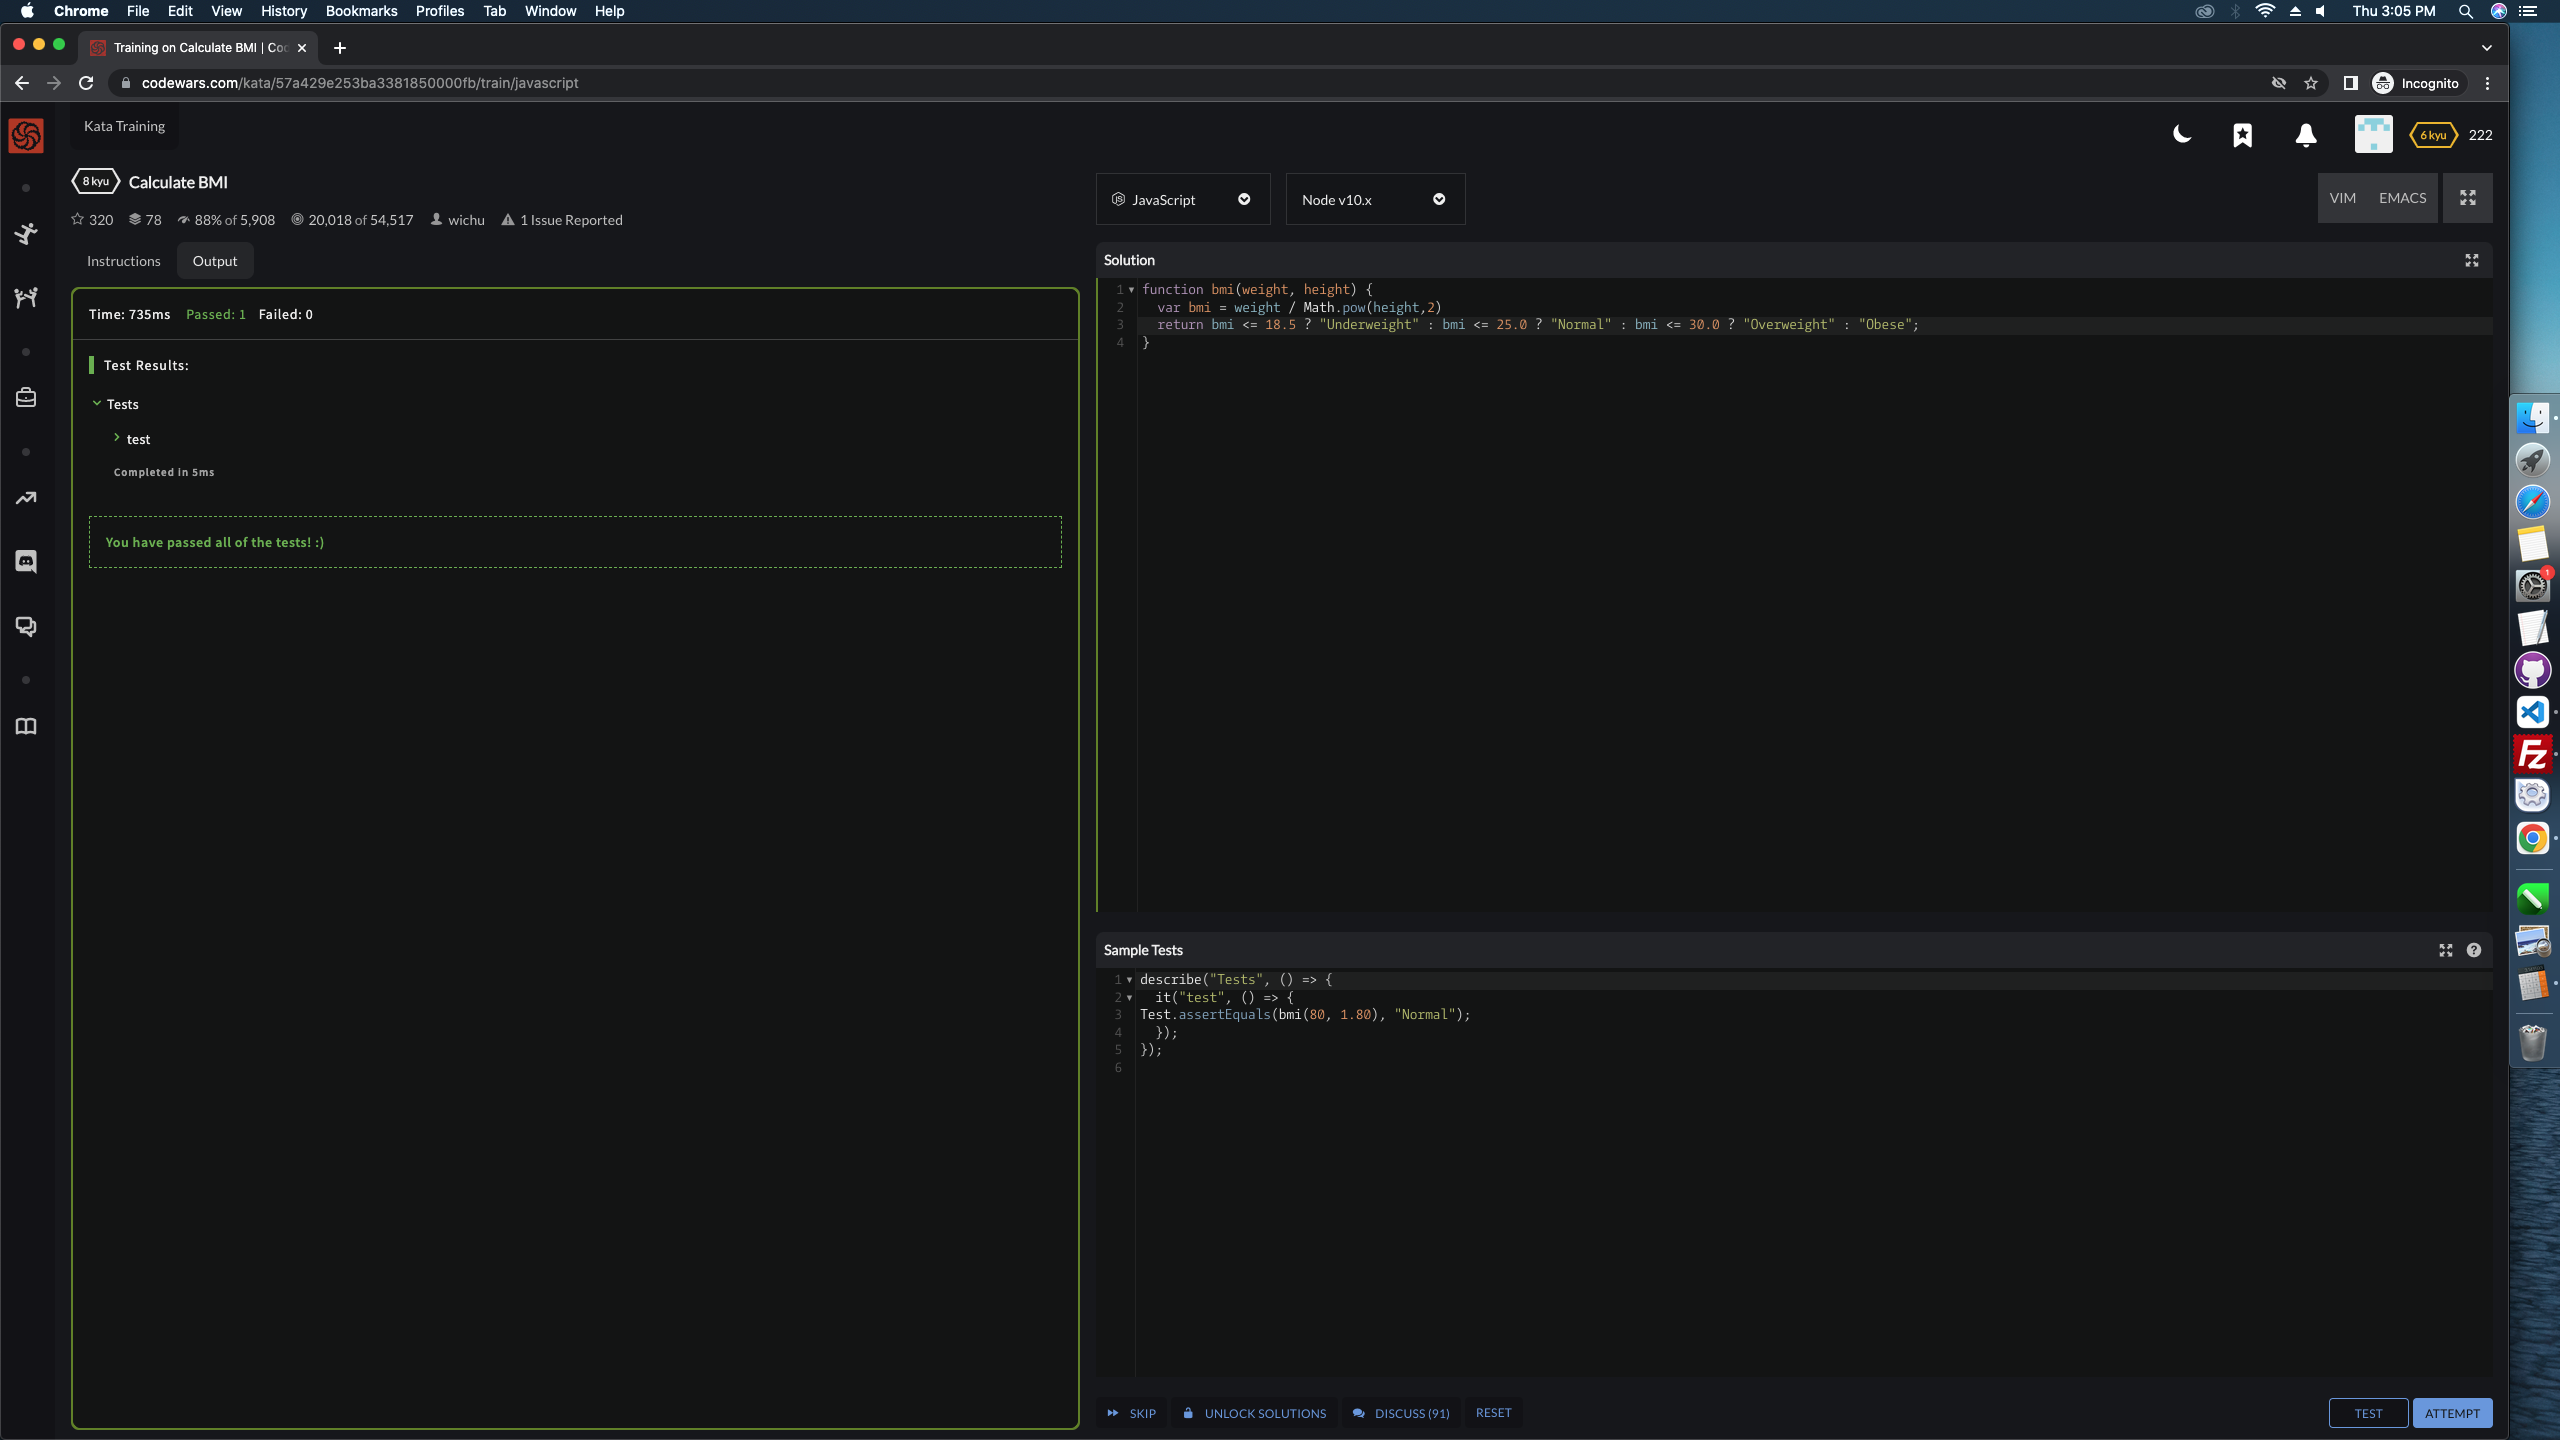 Chrome File Edit View History Bookmarks Profiles Tab Window Help
Thu 3:05 PM
Training on Calculate BMI | Co
codewars.com/kata/57a429e253ba3381850000fb/train/javascript
Incognito
Kata Training
6 kyu 222
8 kyu Calculate BMI
320 78 88% of 5,908 20,018 of 54,517 wichu 1 Issue Reported
Instructions Output
Time: 735ms Passed: 1 Failed: 0
Test Results:
Tests
test
Completed in 5ms
You have passed all of the tests! :)
JavaScript
Node v10.x
VIM EMACS
Solution
1 function bmi(weight, height) {
2 var bmi = weight / Math.pow(height,2)
3 return bmi <= 18.5 ? "Underweight" : bmi <= 25.0 ? "Normal" : bmi <= 30.0 ? "Overweight" : "Obese";
4 }
Sample Tests
1 describe("Tests", () => {
2 it("test", () => {
3 Test.assertEquals(bmi(80, 1.80), "Normal");
4 });
5 });
6
SKIP UNLOCK SOLUTIONS DISCUSS (91) RESET
TEST ATTEMPT
1
Fz